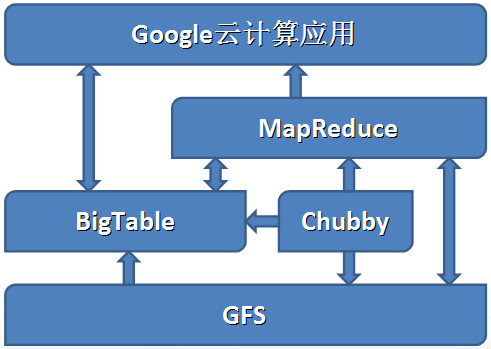 Google云计算应用
MapReduce
BigTable
Chubby
GFS